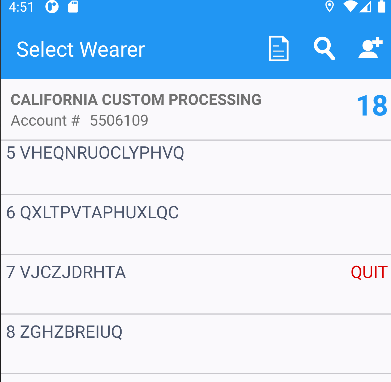 4:51
Select Wearer
CALIFORNIA CUSTOM PROCESSING
18
Account # 5506109
5 VHEQNRUOCLYPHVQ
6 QXLTPVTAPHUXLQC
7 VJCZJDRHTA QUIT
8 ZGHZBREIUQ